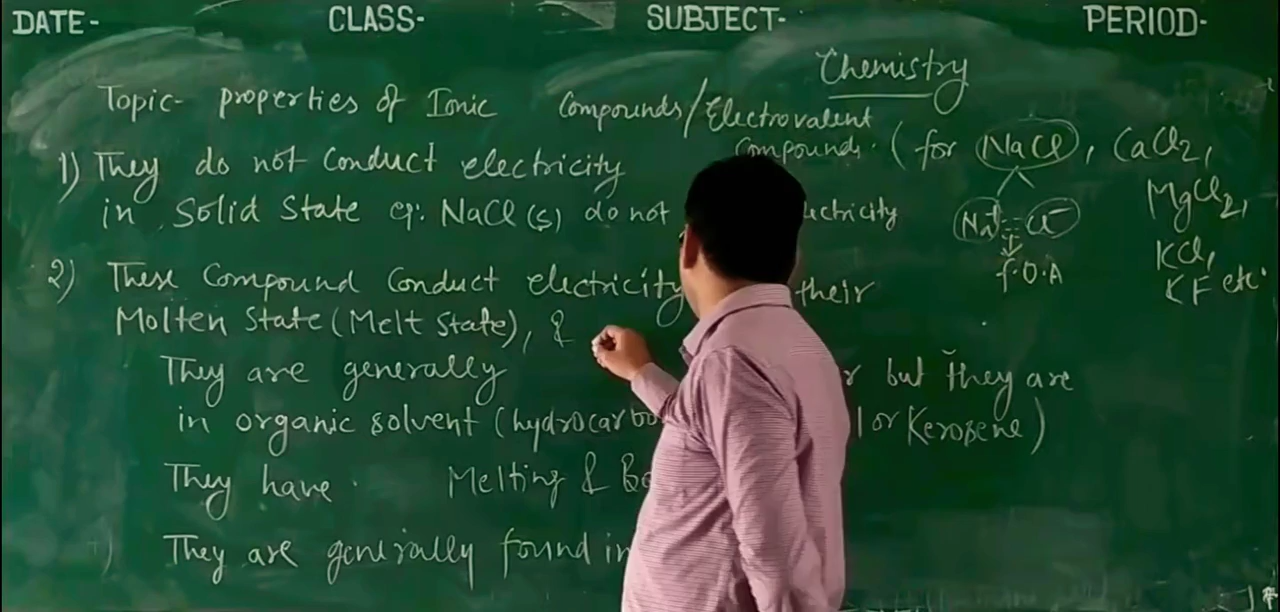 DATE- CLASS- SUBJECT- PERIOD-
Chemistry
Topic- properties of Ionic Compounds/Electrovalent
Compounds. (for NaCl, CaCl2,
1) They do not Conduct electricity
MgCl2,
in Solid State eg: NaCl(s) do not ectricity
Na+ Cl-
KCl,
f.O.A
KF etc.
2) These Compound Conduct electricity their
Molten State (Melt State), &
They are generally but They are
in organic solvent (hydrocarbo l or Kerosene)
They have Melting & Bo
They are generally found in